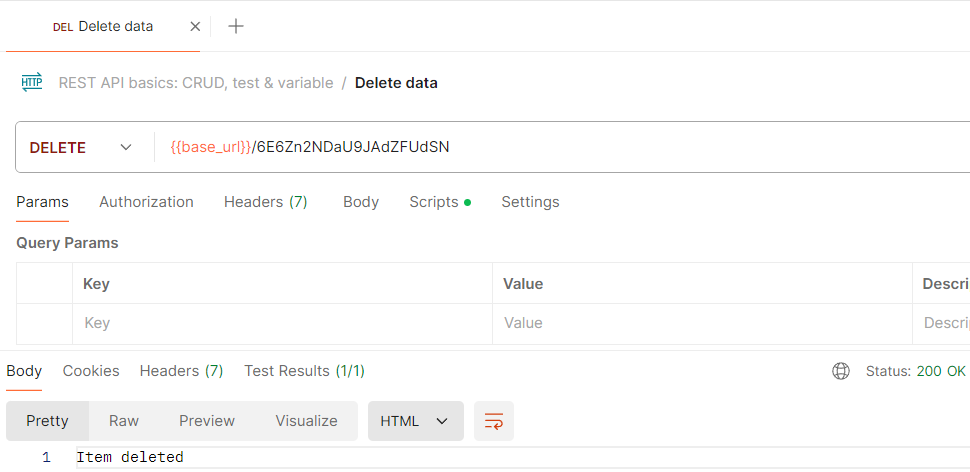 DEL Delete data
HTTP REST API basics: CRUD, test & variable / Delete data
DELETE {{base_url}}/6E6Zn2NDaU9JAdZFUdSN
Params Authorization Headers (7) Body Scripts Settings
Query Params
Key Value Descri
Key Value Descrip
Body Cookies Headers (7) Test Results (1/1) Status: 200 OK
Pretty Raw Preview Visualize HTML
1 Item deleted